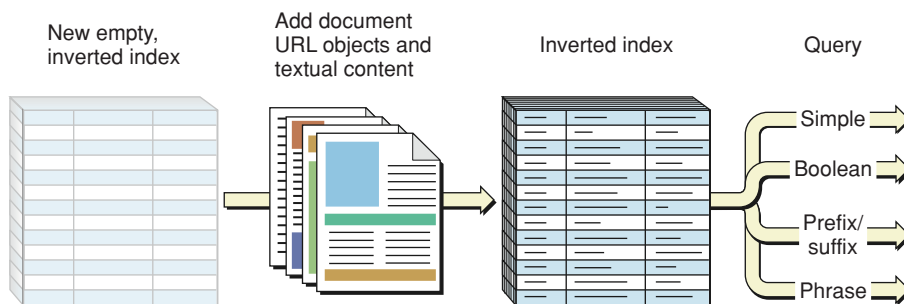 New empty,
inverted index
Add document
URL objects and
textual content
Inverted index
Query
Simple
Boolean
Prefix/
suffix
Phrase